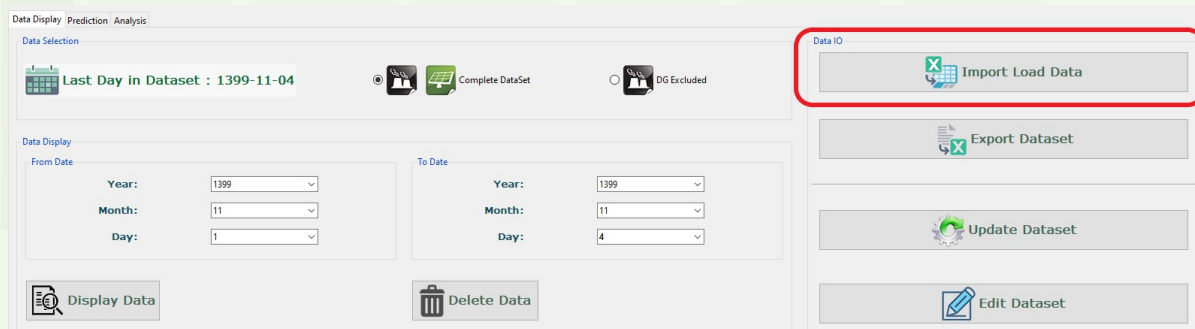 Data Display Prediction Analysis
Data Selection
Last Day in Dataset : 1399-11-04
Complete DataSet
DG Excluded
Data Display
From Date
Year: 1399
Month: 11
Day: 1
To Date
Year: 1399
Month: 11
Day: 4
Display Data
Delete Data
Data IO
Import Load Data
Export Dataset
Update Dataset
Edit Dataset